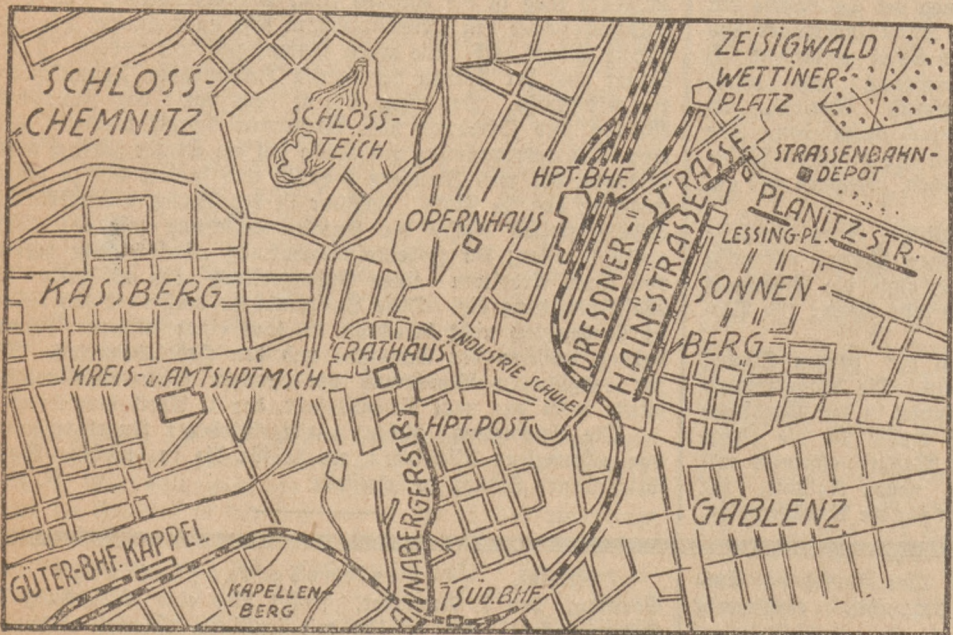 SCHLOSS-
CHEMNITZ
SCHLOSS-
TEICH
ZEISIGWALD
WETTINER-
PLATZ
STRASSENBAHN-
DEPOT
HPT-BHF.
OPERNHAUS
DRESDNER-STRASSE
HAIN-STRASSE
PLANITZ-STR.
LESSING-PL.
SONNEN-
BERG
KASSBERG
RATHAUS
INDUSTRIE SCHULE
KREIS- u. AMTSHPTMSCH.
HPT. POST
ANNABERGER-STR.
GABLENZ
GÜTER-BHF. KAPPEL
KAPELLEN-
BERG
SÜD. BHF.